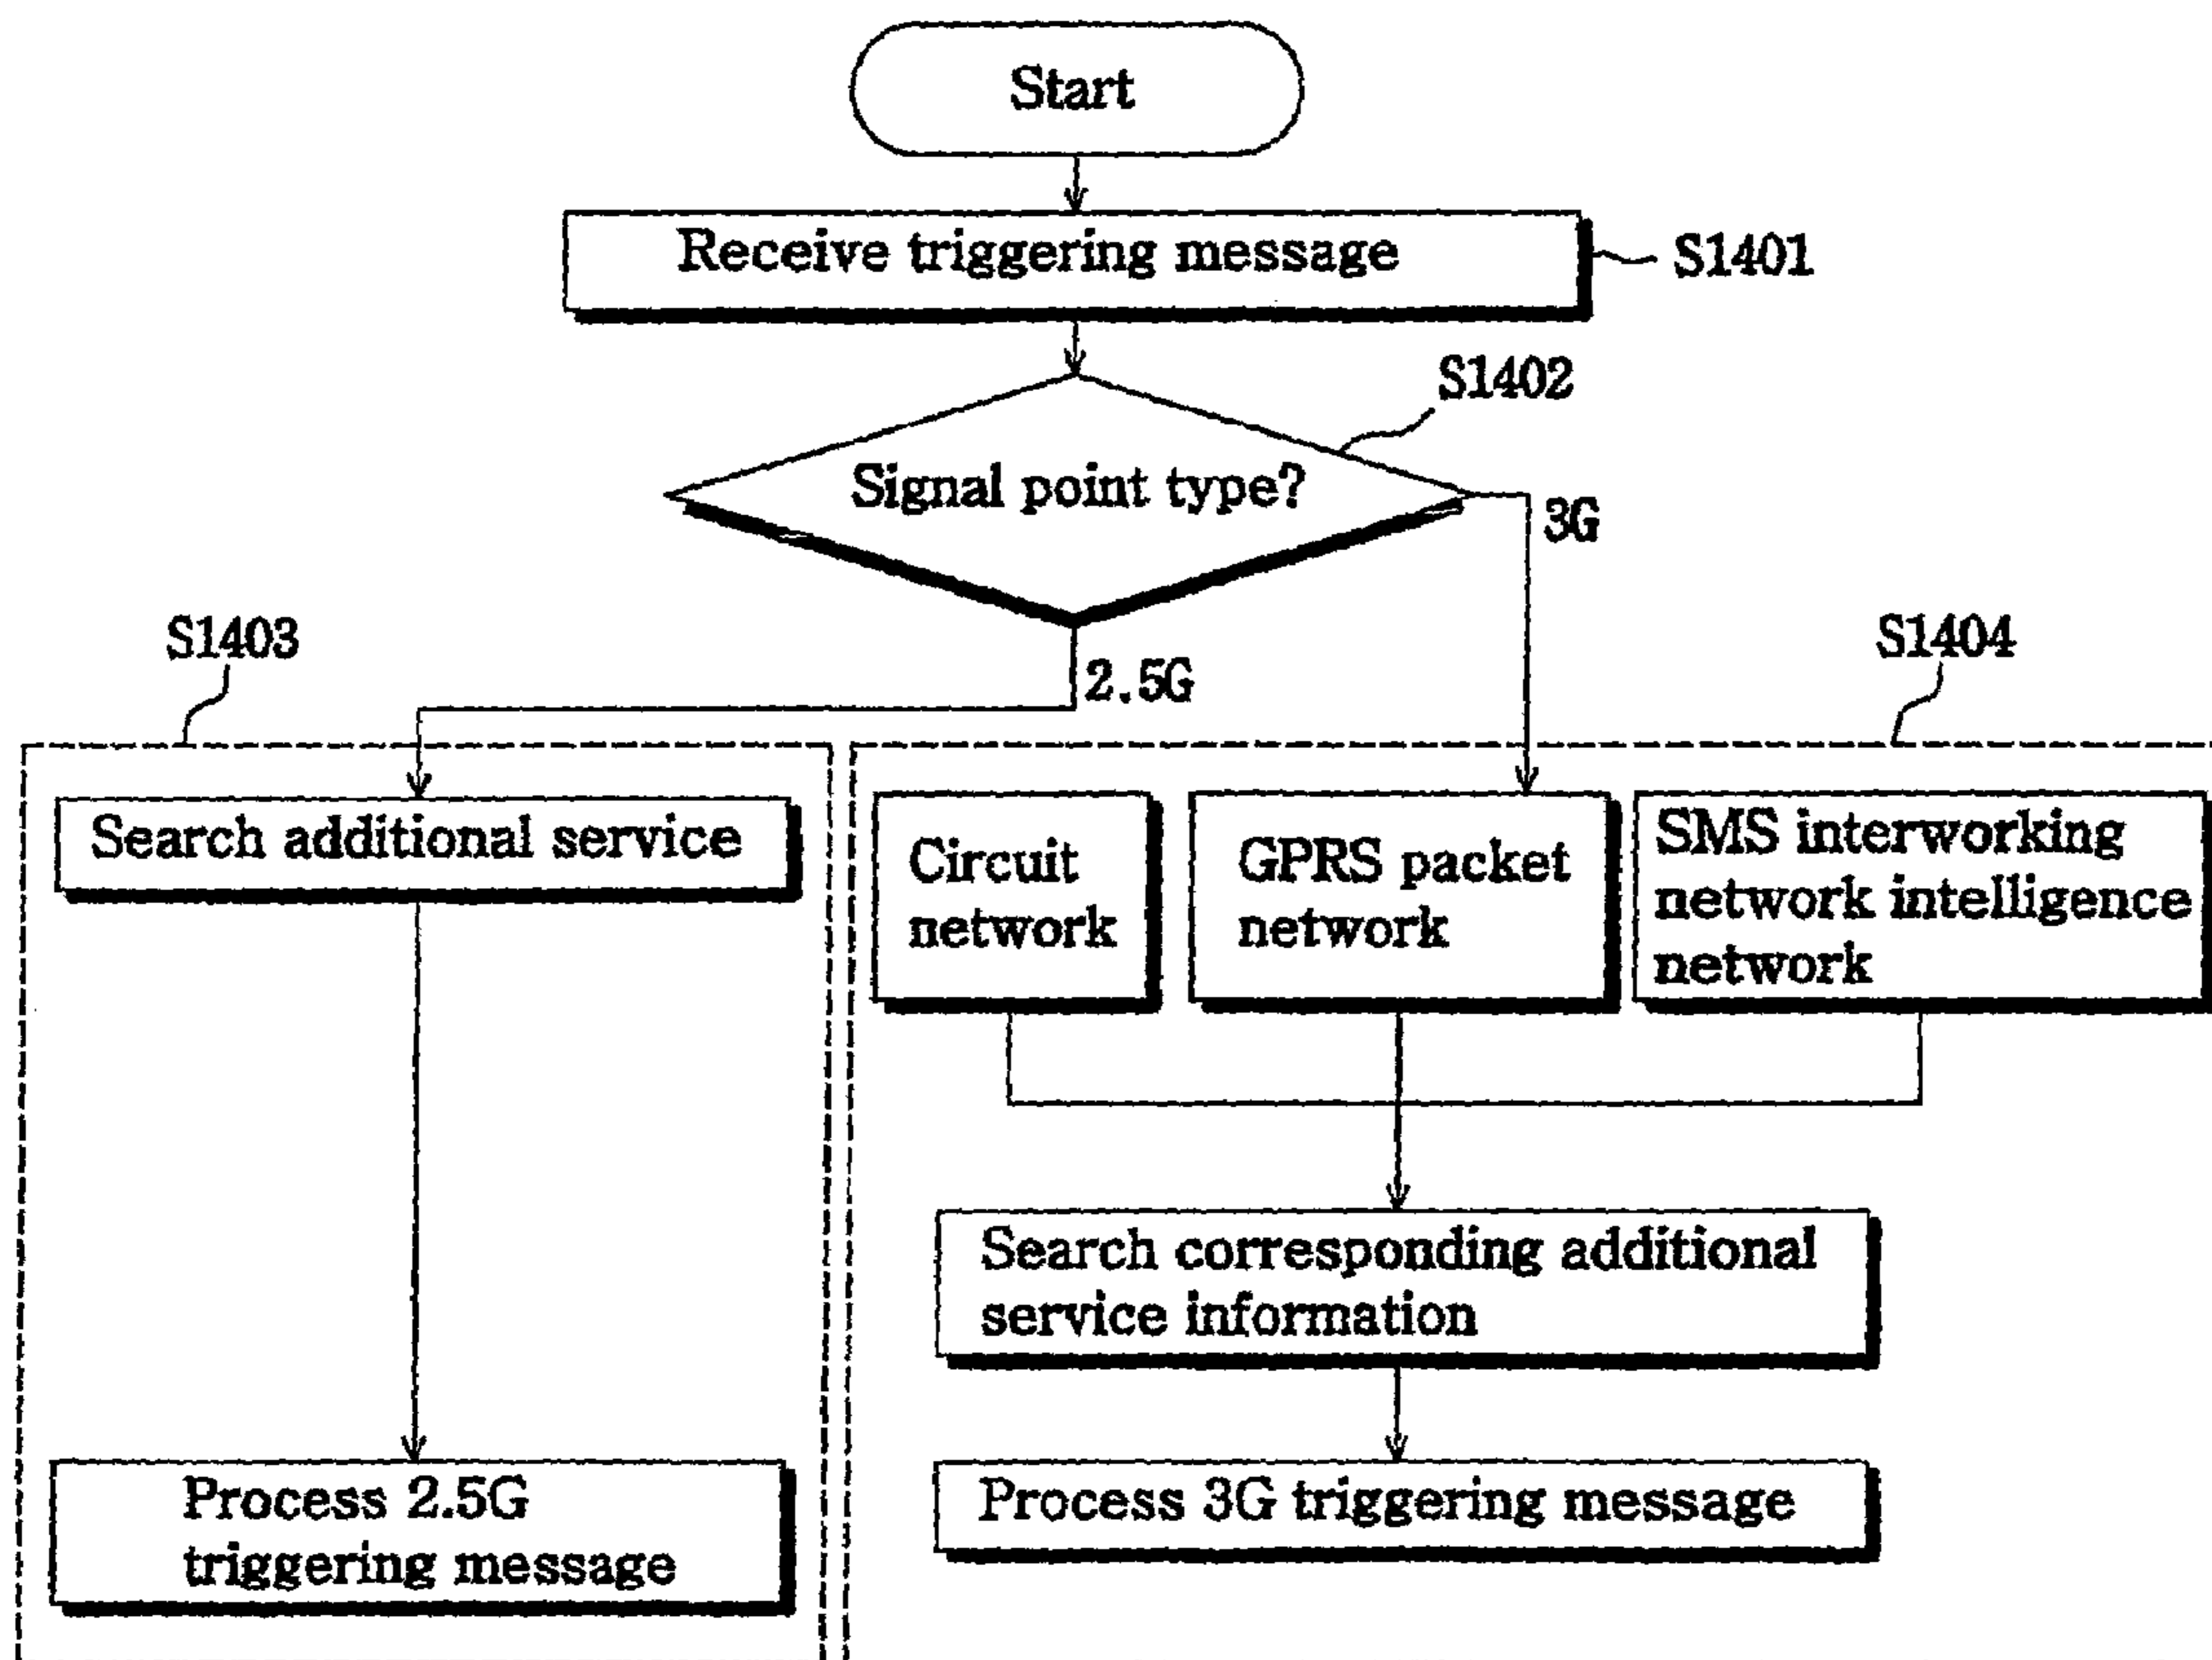 Start
Receive triggering message
S1401
S1402
Signal point type?
3G
2.5G
S1403
S1404
Search additional service
Circuit
network
GPRS packet
network
SMS interworking
network intelligence
network
Search corresponding additional
service information
Process 2.5G
triggering message
Process 3G triggering message